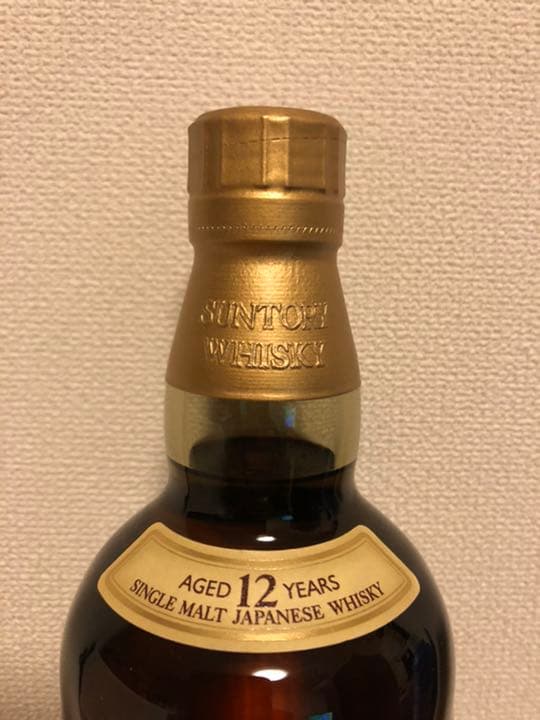 SUNTORY
WHISKY
AGED 12 YEARS
SINGLE MALT JAPANESE WHISKY